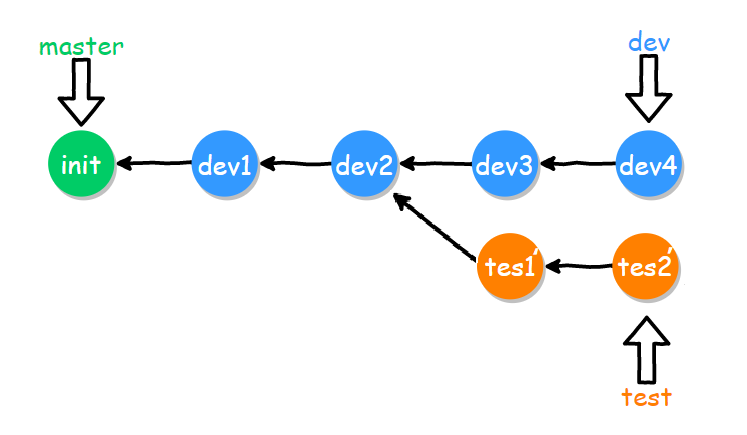 master
dev
init
dev1
dev2
dev3
dev4
tes1'
tes2'
test